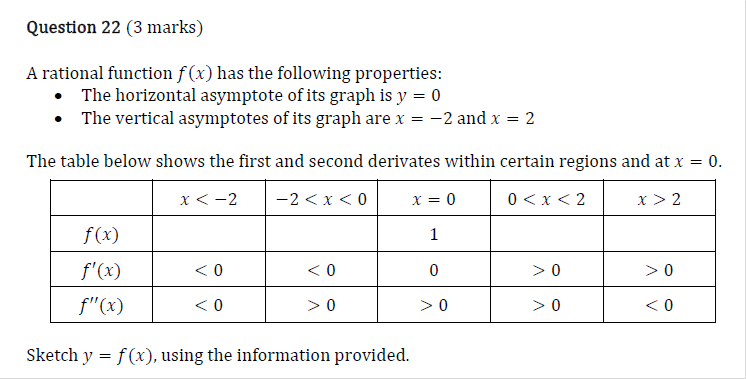 Question 22 (3 marks)
A rational function f(x) has the following properties:
• The horizontal asymptote of its graph is y = 0
• The vertical asymptotes of its graph are x = −2 and x = 2
The table below shows the first and second derivates within certain regions and at x = 0.
x < −2 −2 < x < 0 x = 0 0 < x < 2 x > 2
f(x) 1
f'(x) < 0 < 0 0 > 0 > 0
f''(x) < 0 > 0 > 0 > 0 < 0
Sketch y = f(x), using the information provided.